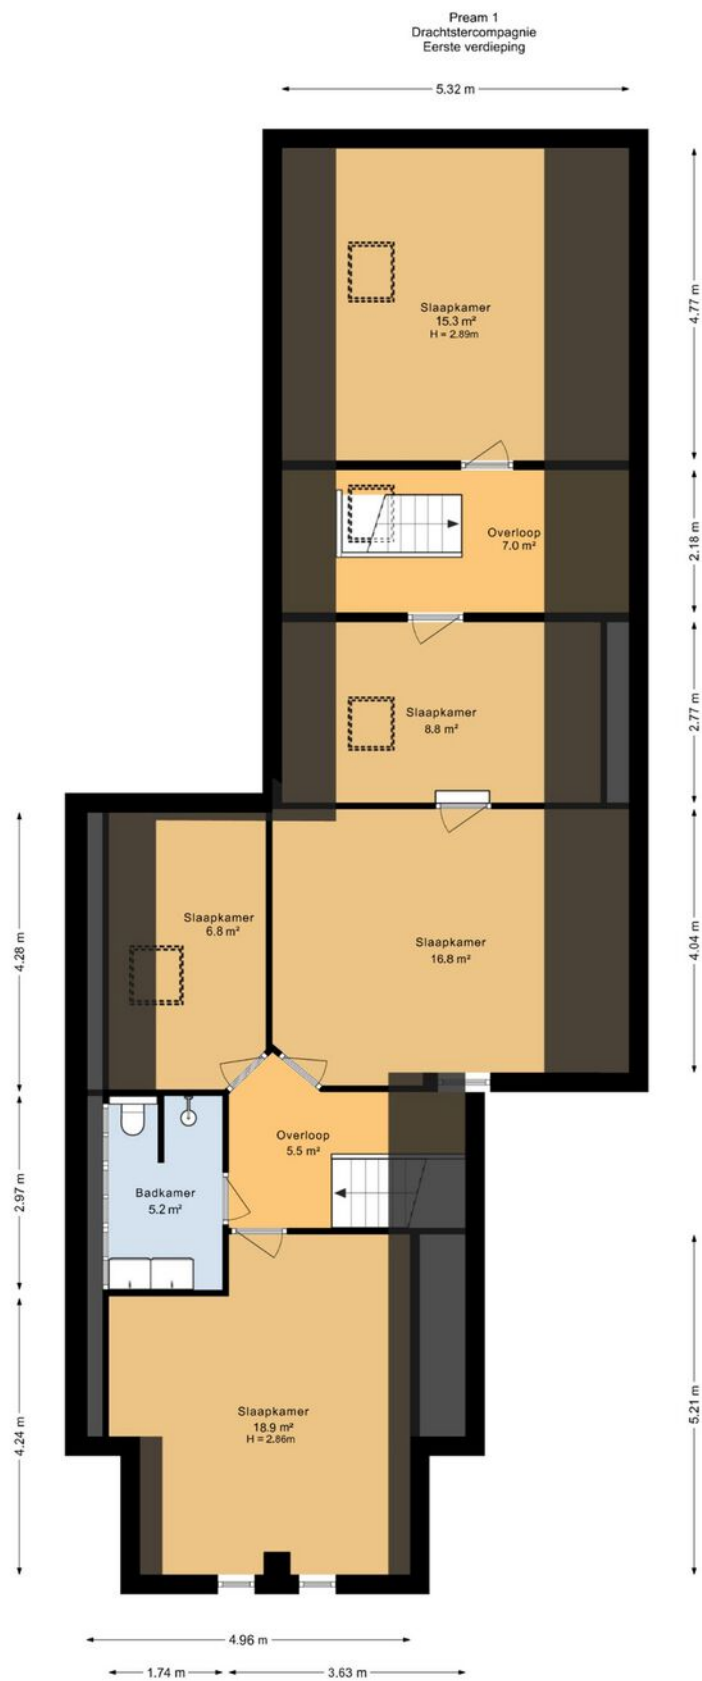 Pream 1
Drachtstercompagnie
Eerste verdieping
5.32 m
4.77 m
Slaapkamer
15.3 m²
H = 2.89m
2.18 m
Overloop
7.0 m²
2.77 m
Slaapkamer
8.8 m²
4.28 m
Slaapkamer
6.8 m²
Slaapkamer
16.8 m²
4.04 m
2.97 m
Overloop
5.5 m²
Badkamer
5.2 m²
4.24 m
Slaapkamer
18.9 m²
H = 2.86m
5.21 m
4.96 m
1.74 m
3.63 m